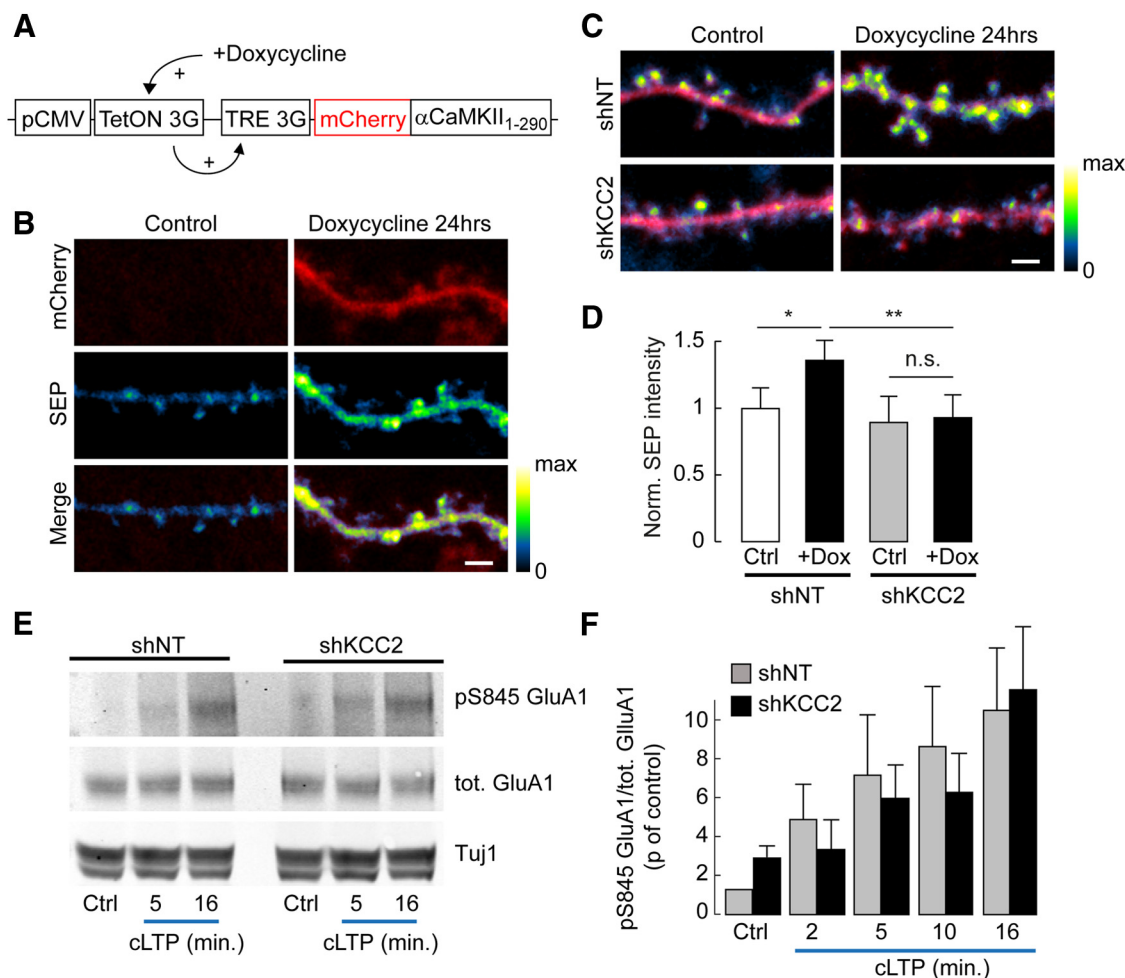 A
+Doxycycline
+
pCMV TetON 3G TRE 3G mCherry αCaMKII1-290
+
B
Control Doxycycline 24hrs
mCherry
SEP
Merge
max
0
C
Control Doxycycline 24hrs
shNT
shKCC2
max
0
D
* **
n.s.
Norm. SEP intensity
1.5
1
0.5
0
Ctrl +Dox Ctrl +Dox
shNT shKCC2
E
shNT shKCC2
pS845 GluA1
tot. GluA1
Tuj1
Ctrl 5 16 Ctrl 5 16
cLTP (min.) cLTP (min.)
F
shNT
shKCC2
pS845 GluA1/tot. GlluA1
(p of control)
10
8
6
4
2
0
Ctrl 2 5 10 16
cLTP (min.)